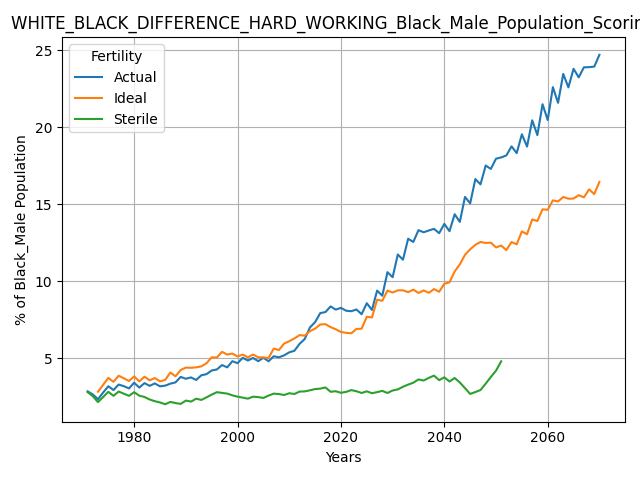 WHITE_BLACK_DIFFERENCE_HARD_WORKING_Black_Male_Population_Scorin
25
20
15
10
5
% of Black_Male Population
Fertility
Actual
Ideal
Sterile
1980
2000
2020
2040
2060
Years